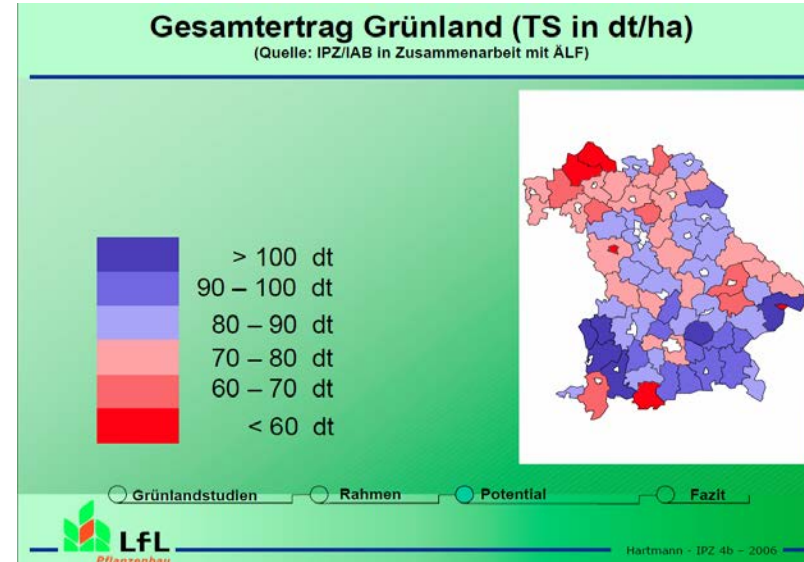 Gesamtertrag Grünland (TS in dt/ha)
(Quelle: IPZ/IAB in Zusammenarbeit mit ÄLF)
> 100 dt
90 – 100 dt
80 – 90 dt
70 – 80 dt
60 – 70 dt
< 60 dt
Grünlandstudien
Rahmen
Potential
Fazit
LfL
Pflanzenbau
Hartmann - IPZ 4b – 2006